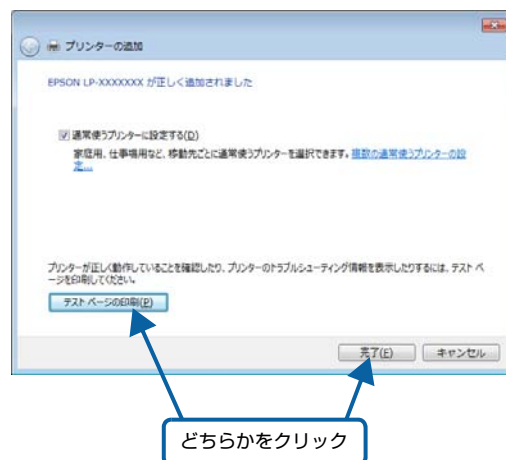 プリンターの追加
EPSON LP-XXXXXXX が正しく追加されました
通常使うプリンターに設定する(D)
家庭用、仕事場用など、移動先ごとに通常使うプリンターを選択できます。複数の通常使うプリンターの設
定...
プリンターが正しく動作していることを確認したり、プリンターのトラブルシューティング情報を表示したりするには、テスト ペ
ージを印刷してください。
テスト ページの印刷(P)
完了(F) キャンセル
どちらかをクリック